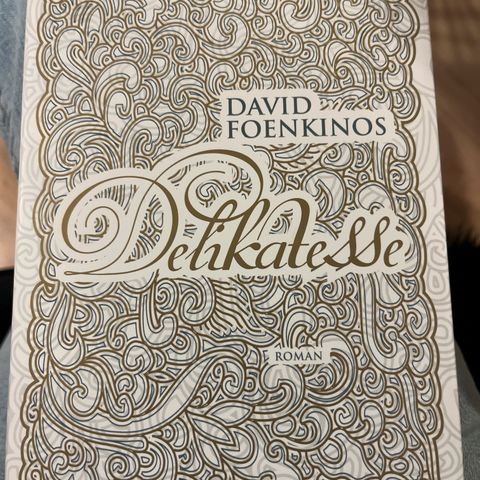 DAVID
FOENKINOS
Delikatesse
ROMAN